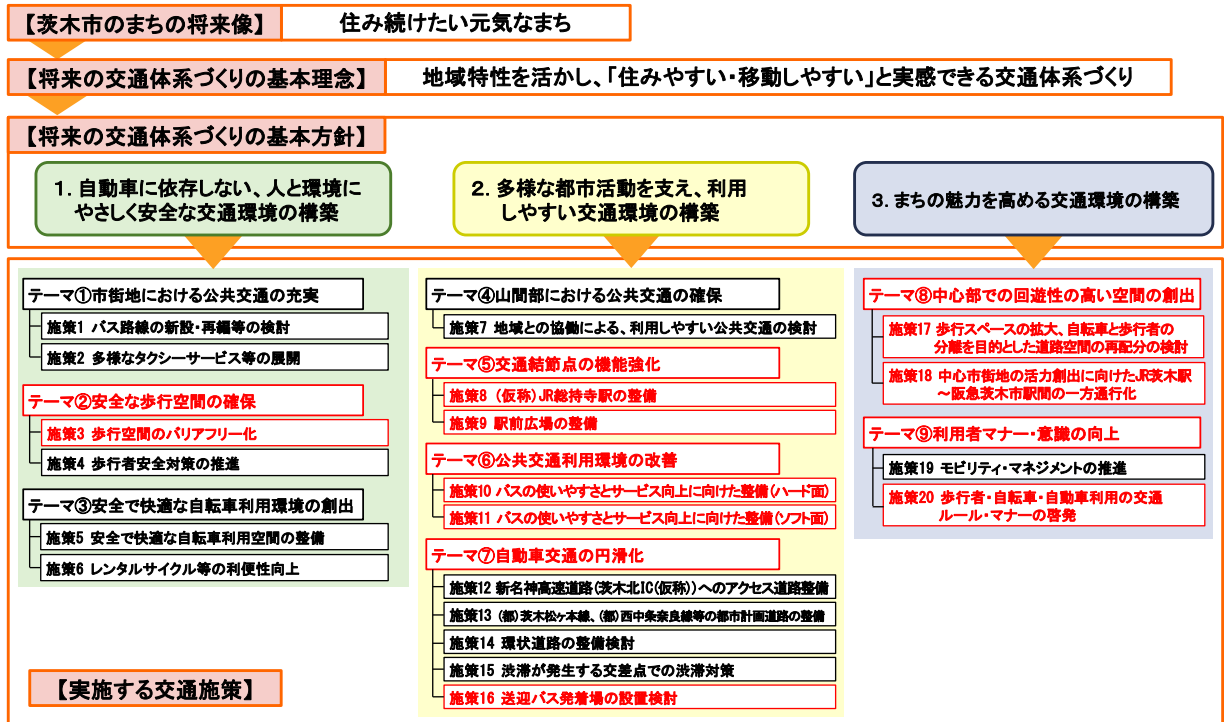 【茨木市のまちの将来像】
住み続けたい元気なまち
【将来の交通体系づくりの基本理念】
地域特性を活かし、「住みやすい・移動しやすい」と実感できる交通体系づくり
【将来の交通体系づくりの基本方針】
1. 自動車に依存しない、人と環境に
やさしく安全な交通環境の構築
2. 多様な都市活動を支え、利用
しやすい交通環境の構築
3. まちの魅力を高める交通環境の構築
テーマ①市街地における公共交通の充実
施策1 バス路線の新設・再編等の検討
施策2 多様なタクシーサービス等の展開
テーマ②安全な歩行空間の確保
施策3 歩行空間のバリアフリー化
施策4 歩行者安全対策の推進
テーマ③安全で快適な自転車利用環境の創出
施策5 安全で快適な自転車利用空間の整備
施策6 レンタルサイクル等の利便性向上
テーマ④山間部における公共交通の確保
施策7 地域との協働による、利用しやすい公共交通の検討
テーマ⑤交通結節点の機能強化
施策8 (仮称)JR総持寺駅の整備
施策9 駅前広場の整備
テーマ⑥公共交通利用環境の改善
施策10 バスの使いやすさとサービス向上に向けた整備(ハード面)
施策11 バスの使いやすさとサービス向上に向けた整備(ソフト面)
テーマ⑦自動車交通の円滑化
施策12 新名神高速道路(茨木北IC(仮称))へのアクセス道路整備
施策13 (都)茨木松ヶ本線、(都)西中条奈良線等の都市計画道路の整備
施策14 環状道路の整備検討
施策15 渋滞が発生する交差点での渋滞対策
施策16 送迎バス発着場の設置検討
テーマ⑧中心部での回遊性の高い空間の創出
施策17 歩行スペースの拡大、自転車と歩行者の
分離を目的とした道路空間の再配分の検討
施策18 中心市街地の活力創出に向けたJR茨木駅
～阪急茨木市駅間の一方通行化
テーマ⑨利用者マナー・意識の向上
施策19 モビリティ・マネジメントの推進
施策20 歩行者・自転車・自動車利用の交通
ルール・マナーの啓発
【実施する交通施策】